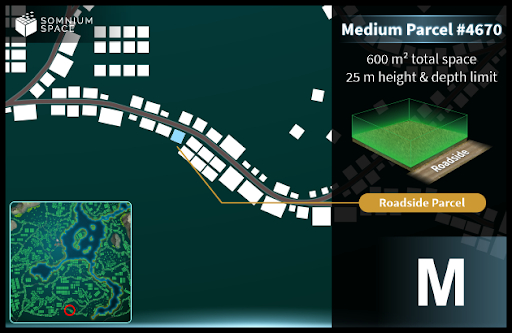 SOMNIUM
SPACE
Medium Parcel #4670
600 m² total space
25 m height & depth limit
Roadside
Roadside Parcel
M